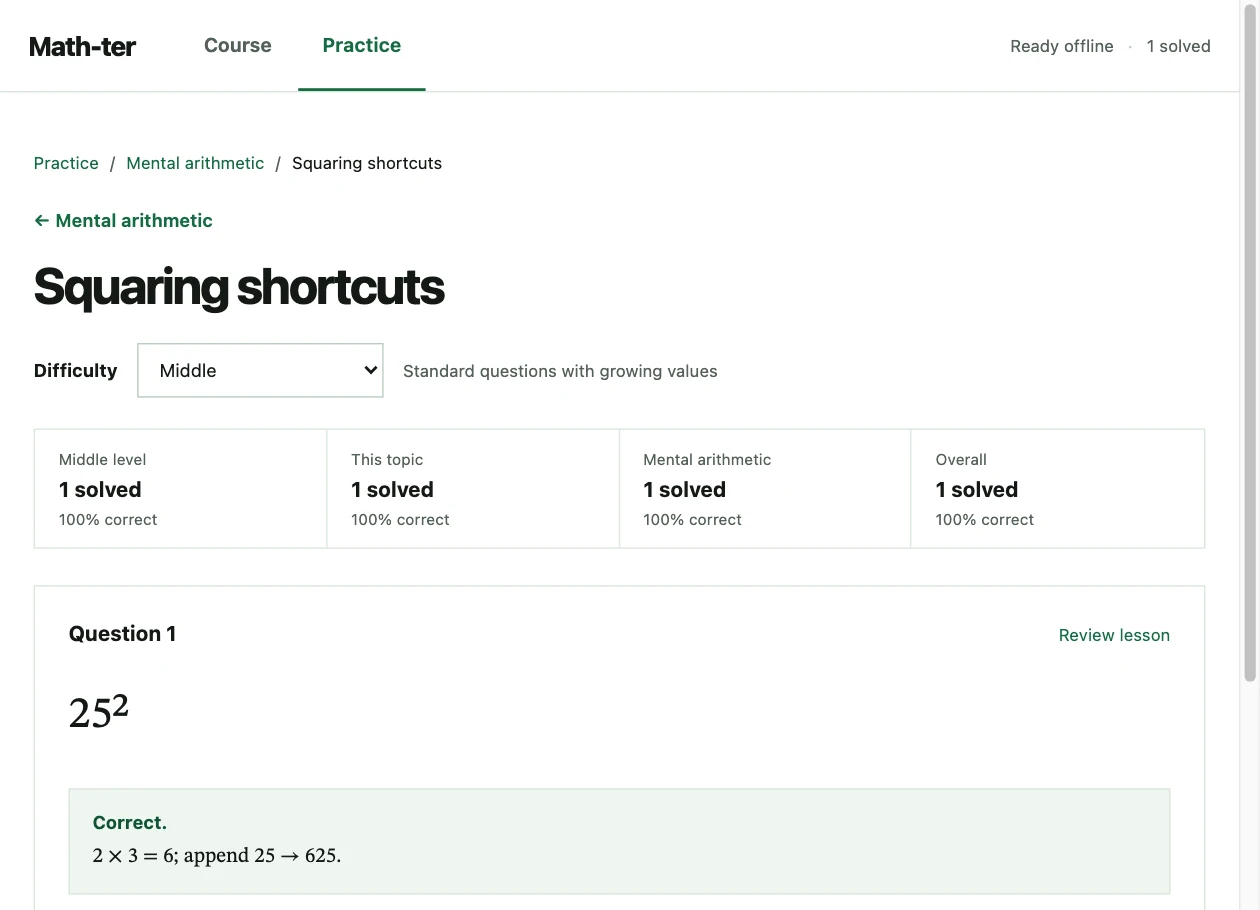 Math-ter
Course
Practice
Ready offline · 1 solved
Practice / Mental arithmetic / Squaring shortcuts
← Mental arithmetic
Squaring shortcuts
Difficulty
Middle
Standard questions with growing values
Middle level
1 solved
100% correct
This topic
1 solved
100% correct
Mental arithmetic
1 solved
100% correct
Overall
1 solved
100% correct
Question 1
Review lesson
25²
Correct.
2 × 3 = 6; append 25 → 625.